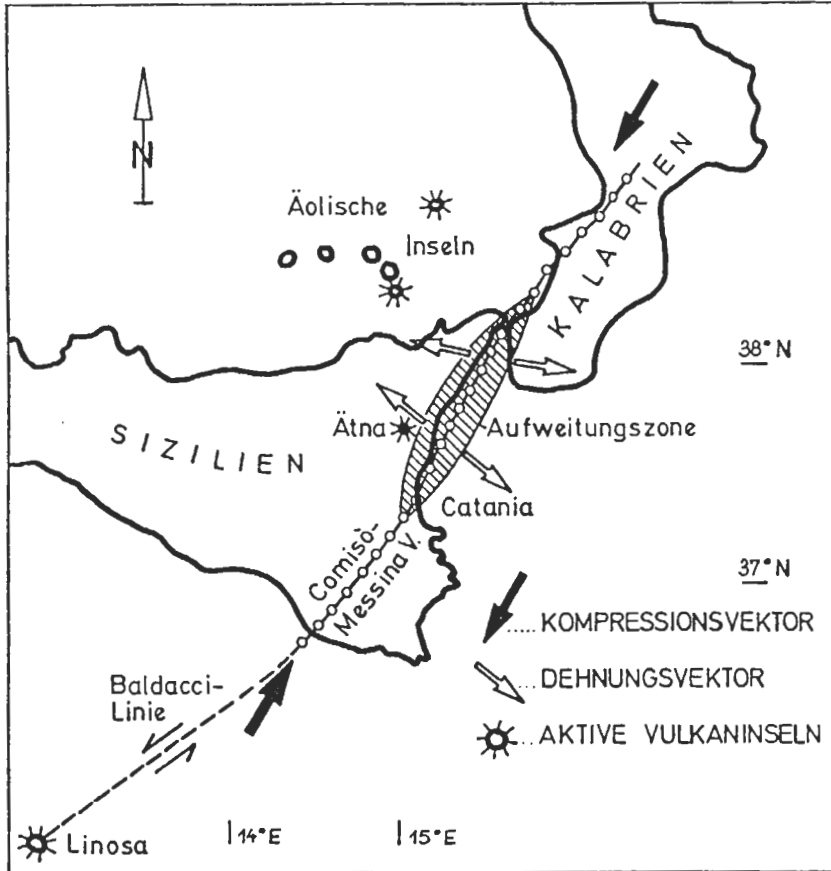 N
Äolische
Inseln
KALABRIEN
38°N
Ätna
Aufweitungszone
SIZILIEN
Catania
Comisò-
Messina V.
37°N
KOMPRESSIONSVEKTOR
Baldacci-
Linie
DEHNUNGSVEKTOR
AKTIVE VULKANINSELN
14°E
15°E
Linosa